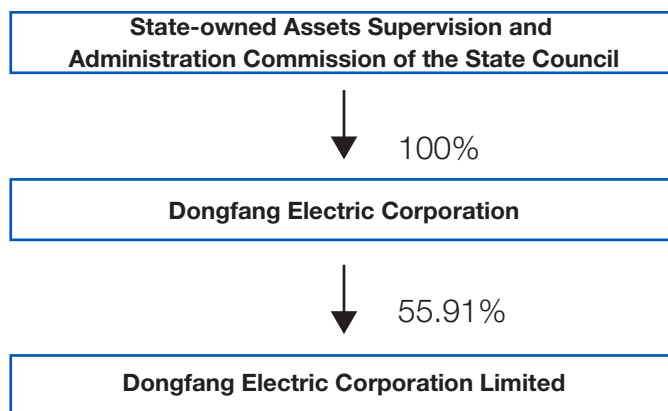 State-owned Assets Supervision and
Administration Commission of the State Council
100%
Dongfang Electric Corporation
55.91%
Dongfang Electric Corporation Limited